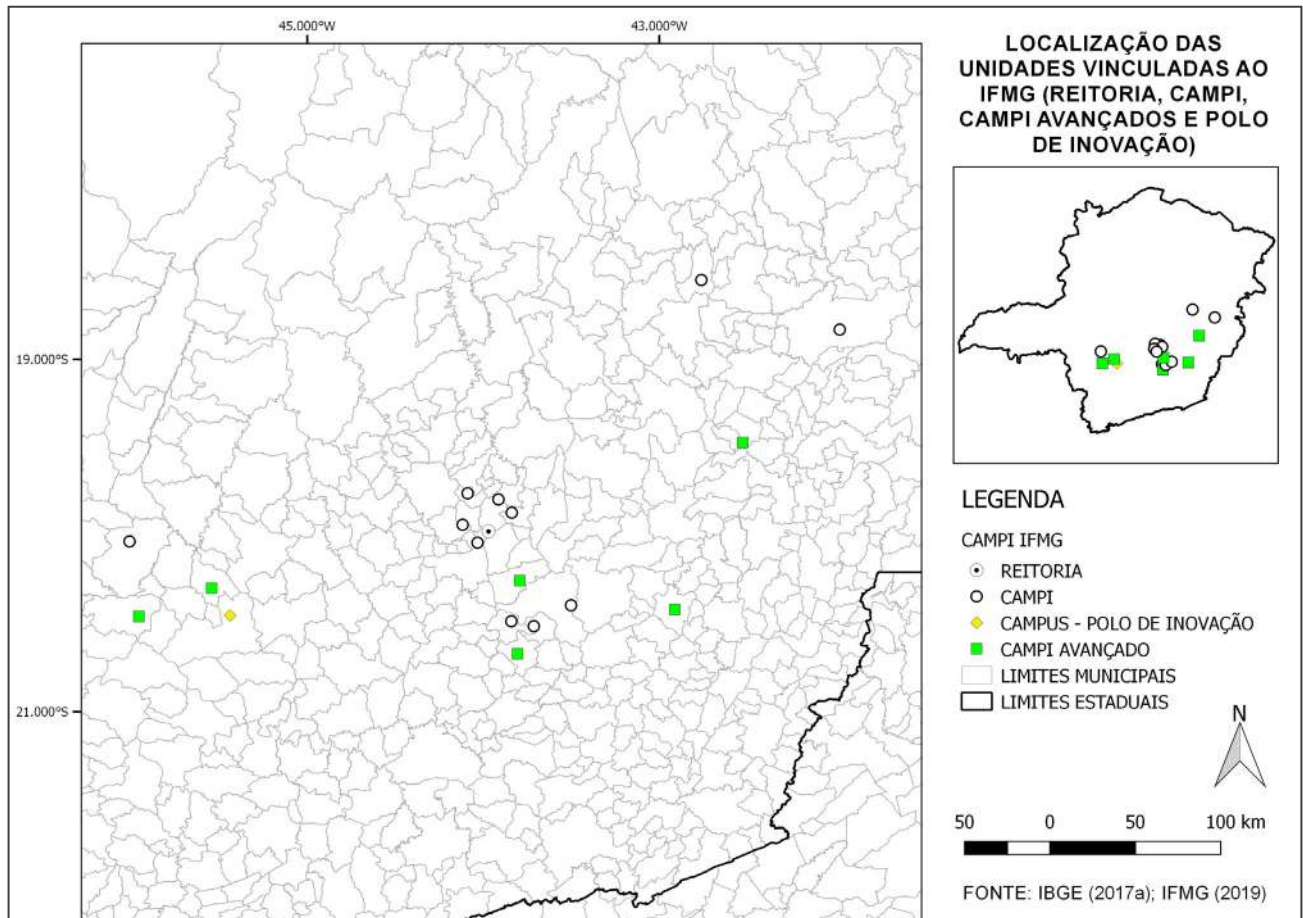 45.000°W
43.000°W
19.000°S
21.000°S
LOCALIZAÇÃO DAS
UNIDADES VINCULADAS AO
IFMG (REITORIA, CAMPI,
CAMPI AVANÇADOS E POLO
DE INOVAÇÃO)
LEGENDA
CAMPI IFMG
REITORIA
CAMPI
CAMPUS - POLO DE INOVAÇÃO
CAMPI AVANÇADO
LIMITES MUNICIPAIS
LIMITES ESTADUAIS
N
50 0 50 100 km
FONTE: IBGE (2017a); IFMG (2019)